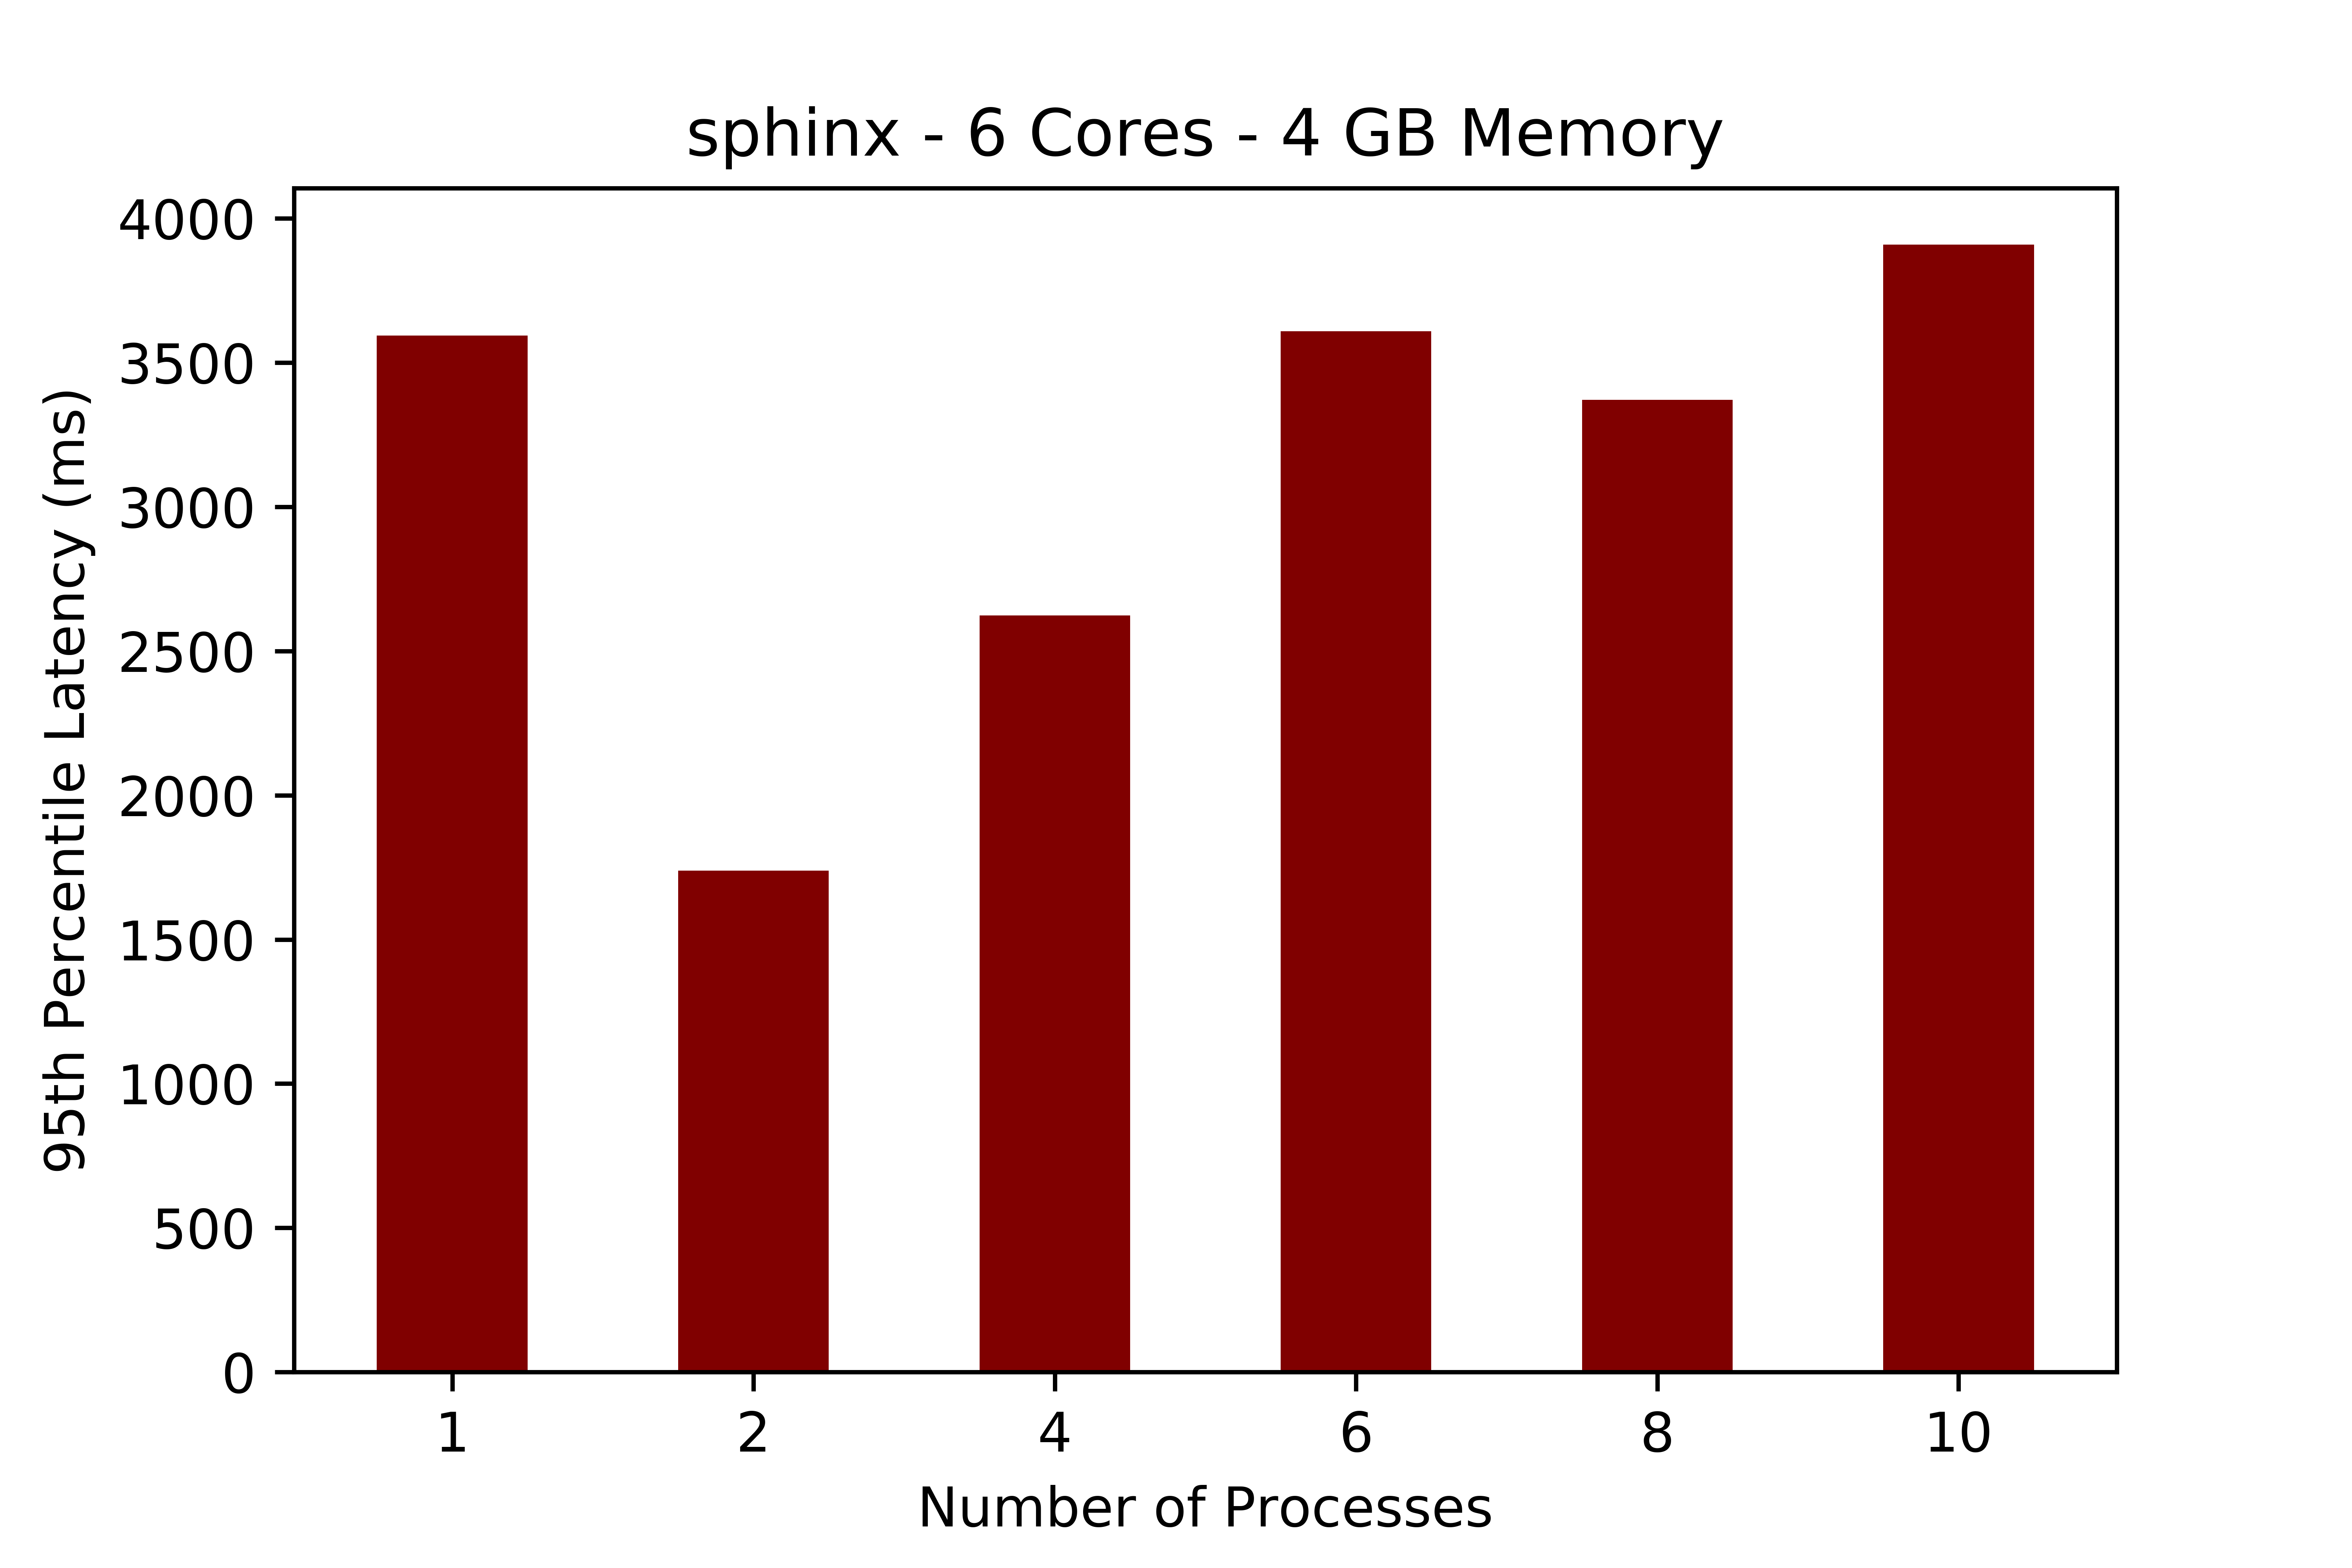 sphinx - 6 Cores - 4 GB Memory
95th Percentile Latency (ms)
4000
3500
3000
2500
2000
1500
1000
500
0
1 2 4 6 8 10
Number of Processes